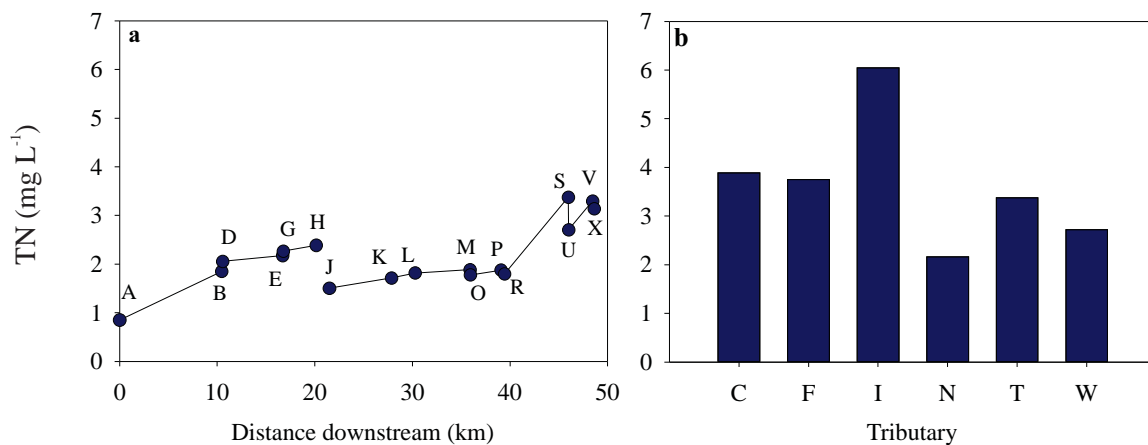 a
TN (mg L⁻¹)
7
6
5
4
3
2
1
0
A
B
D
E
G
H
J
K
L
M
O
P
R
S
U
V
X
0 10 20 30 40 50
Distance downstream (km)
b
7
6
5
4
3
2
1
0
C F I N T W
Tributary